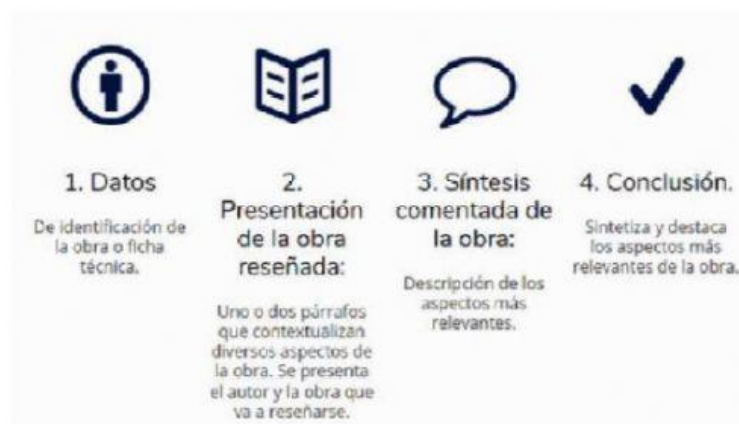 1. Datos
De identificación de
la obra o ficha
técnica.
2.
Presentación
de la obra
reseñada:
Uno o dos párrafos
que contextualizan
diversos aspectos de
la obra. Se presenta
el autor y la obra que
va a reseñarse.
3. Síntesis
comentada de
la obra:
Descripción de los
aspectos más
relevantes.
4. Conclusión.
Sintetiza y destaca
los aspectos más
relevantes de la obra.